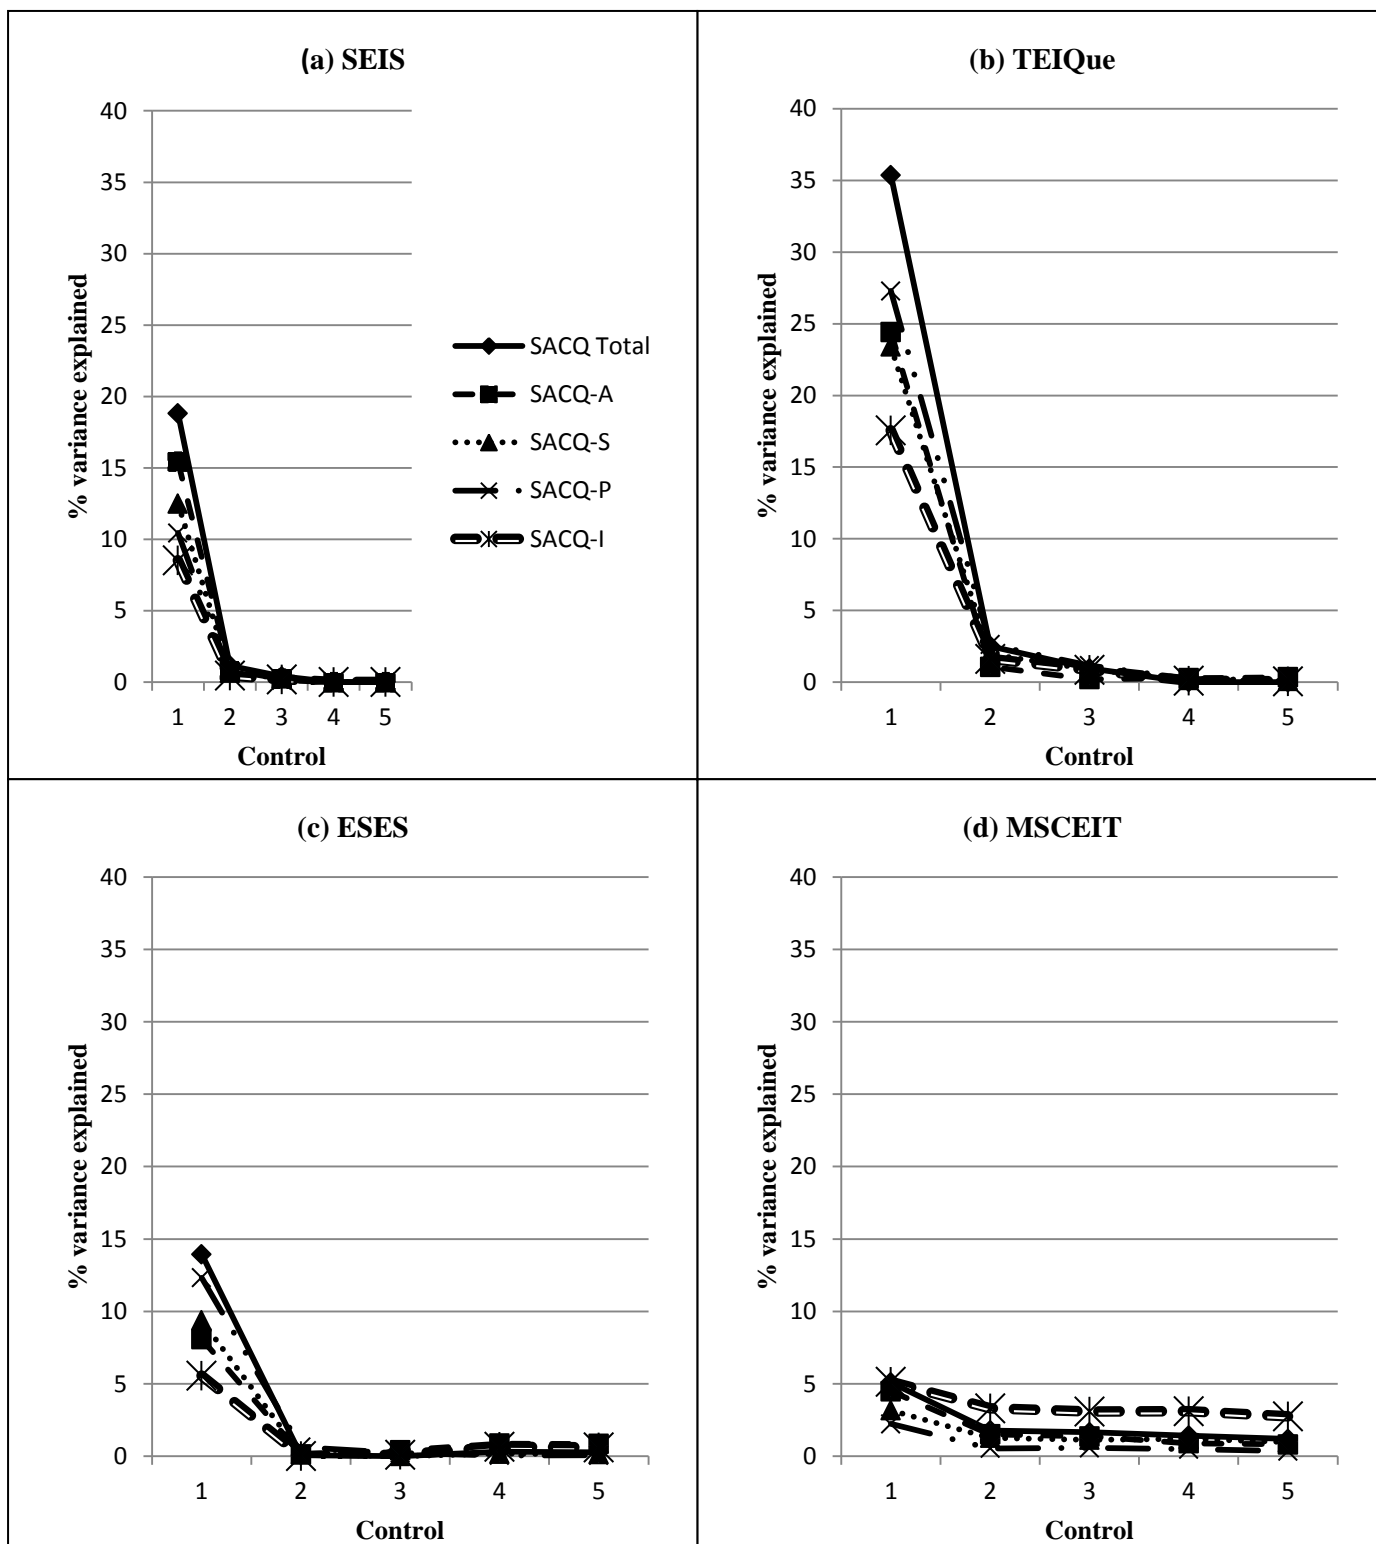 (a) SEIS
40
35
30
25
20
15
10
5
0
% variance explained
1 2 3 4 5
Control
SACQ Total
SACQ-A
SACQ-S
SACQ-P
SACQ-I
(b) TEIQue
40
35
30
25
20
15
10
5
0
% variance explained
1 2 3 4 5
Control
(c) ESES
40
35
30
25
20
15
10
5
0
% variance explained
1 2 3 4 5
Control
(d) MSCEIT
40
35
30
25
20
15
10
5
0
% variance explained
1 2 3 4 5
Control